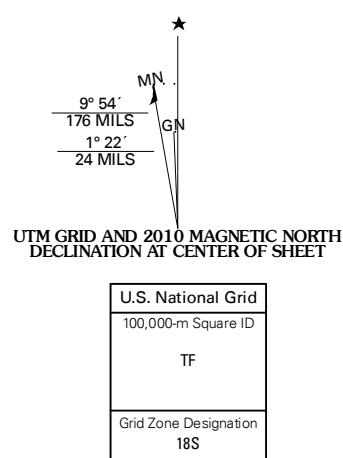 ★
MN
9° 54´
176 MILS
GN
1° 22´
24 MILS
UTM GRID AND 2010 MAGNETIC NORTH
DECLINATION AT CENTER OF SHEET
U.S. National Grid
100,000-m Square ID
TF
Grid Zone Designation
18S